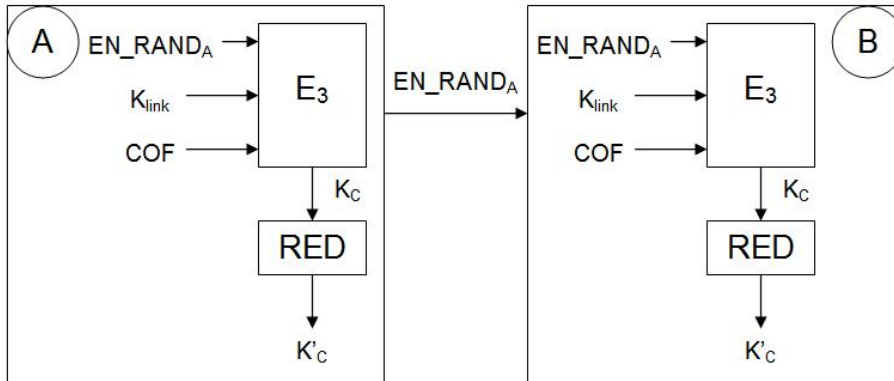 A
EN_RANDA
Klink
COF
E3
KC
RED
K'C
EN_RANDA
B
EN_RANDA
Klink
COF
E3
KC
RED
K'C